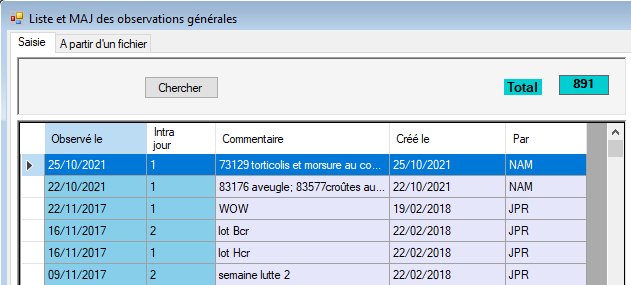 Liste et MAJ des observations générales
Saisie A partir d'un fichier
Chercher Total 891
Observé le Intra jour Commentaire Créé le Par
25/10/2021 1 73129 torticolis et morsure au co... 25/10/2021 NAM
22/10/2021 1 83176 aveugle; 83577croûtes au... 22/10/2021 NAM
22/11/2017 1 WOW 19/02/2018 JPR
16/11/2017 2 lot Bcr 22/02/2018 JPR
16/11/2017 1 lot Hcr 22/02/2018 JPR
09/11/2017 2 semaine lutte 2 22/02/2018 JPR